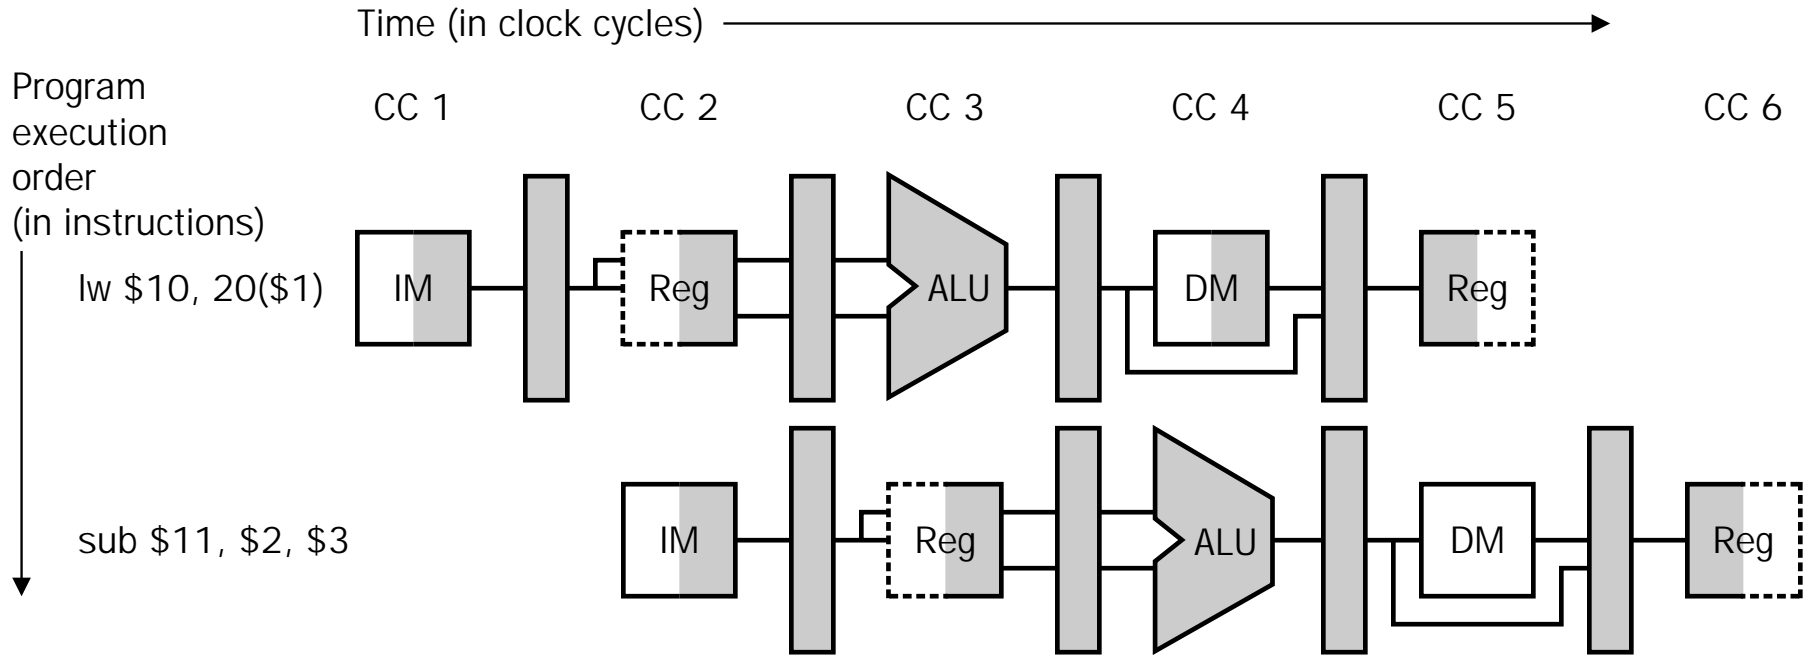 Time (in clock cycles)
Program
execution
order
(in instructions)
CC 1 CC 2 CC 3 CC 4 CC 5 CC 6
lw $10, 20($1) IM Reg ALU DM Reg
sub $11, $2, $3 IM Reg ALU DM Reg